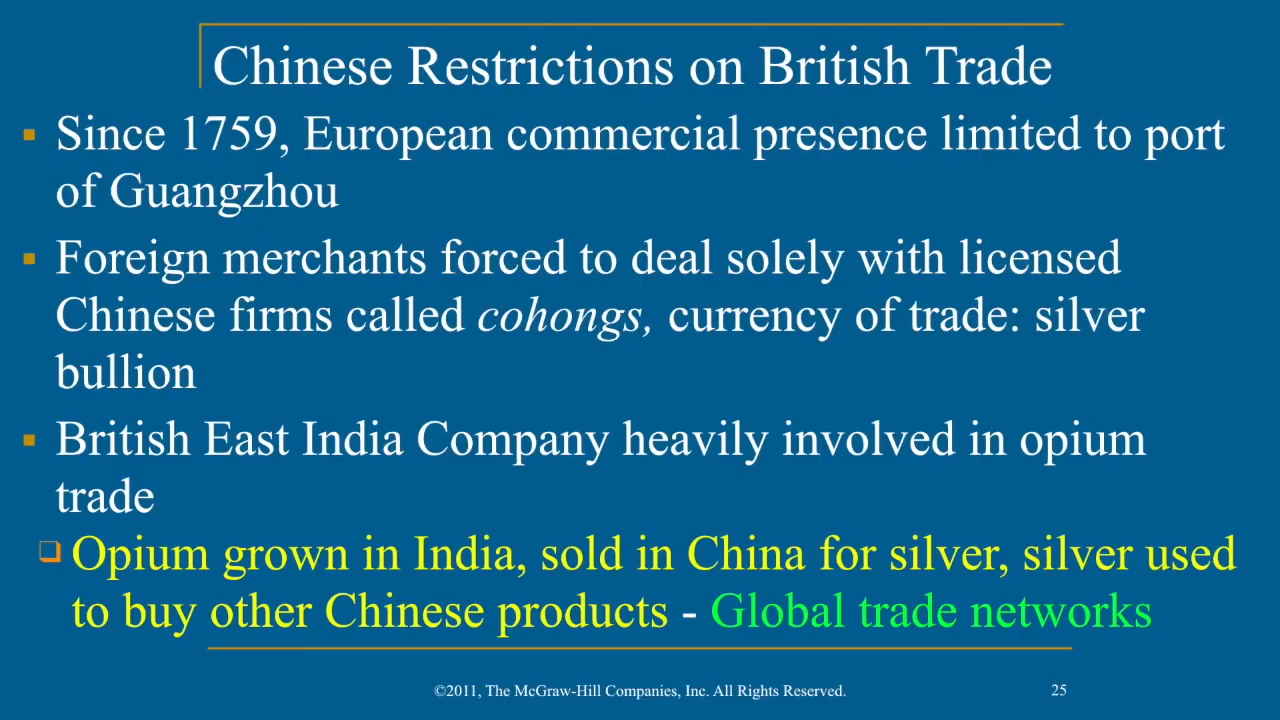 Chinese Restrictions on British Trade
▪ Since 1759, European commercial presence limited to port
of Guangzhou
▪ Foreign merchants forced to deal solely with licensed
Chinese firms called cohongs, currency of trade: silver
bullion
▪ British East India Company heavily involved in opium
trade
❑ Opium grown in India, sold in China for silver, silver used
to buy other Chinese products - Global trade networks
©2011, The McGraw-Hill Companies, Inc. All Rights Reserved.
25